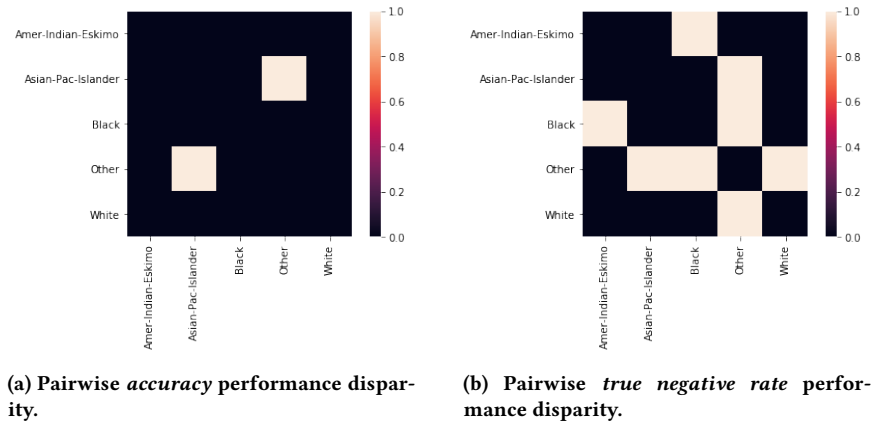 Amer-Indian-Eskimo
Asian-Pac-Islander
Black
Other
White
Amer-Indian-Eskimo
Asian-Pac-Islander
Black
Other
White
1.0
0.8
0.6
0.4
0.2
0.0
(a) Pairwise accuracy performance dispar-
ity.
Amer-Indian-Eskimo
Asian-Pac-Islander
Black
Other
White
Amer-Indian-Eskimo
Asian-Pac-Islander
Black
Other
White
1.0
0.8
0.6
0.4
0.2
0.0
(b) Pairwise true negative rate perfor-
mance disparity.